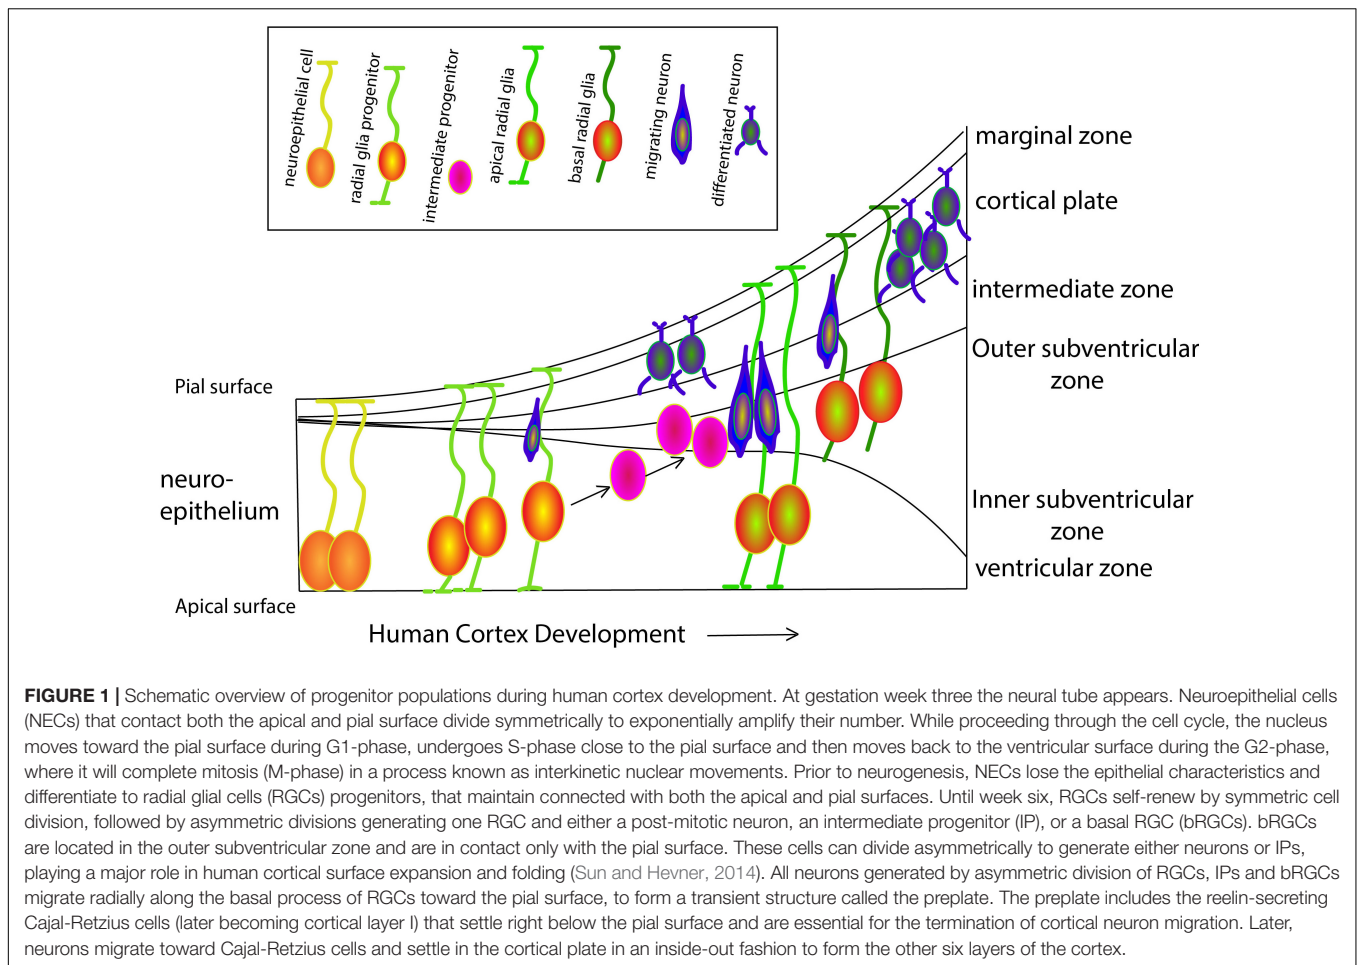 neuroepithelial cell
radial glia progenitor
intermediate progenitor
apical radial glia
basal radial glia
migrating neuron
differentiated neuron
marginal zone
cortical plate
intermediate zone
Outer subventricular
zone
Pial surface
neuro-
epithelium
Inner subventricular
zone
ventricular zone
Apical surface
Human Cortex Development
FIGURE 1 | Schematic overview of progenitor populations during human cortex development. At gestation week three the neural tube appears. Neuroepithelial cells
(NECs) that contact both the apical and pial surface divide symmetrically to exponentially amplify their number. While proceeding through the cell cycle, the nucleus
moves toward the pial surface during G1-phase, undergoes S-phase close to the pial surface and then moves back to the ventricular surface during the G2-phase,
where it will complete mitosis (M-phase) in a process known as interkinetic nuclear movements. Prior to neurogenesis, NECs lose the epithelial characteristics and
differentiate to radial glial cells (RGCs) progenitors, that maintain connected with both the apical and pial surfaces. Until week six, RGCs self-renew by symmetric cell
division, followed by asymmetric divisions generating one RGC and either a post-mitotic neuron, an intermediate progenitor (IP), or a basal RGC (bRGCs). bRGCs
are located in the outer subventricular zone and are in contact only with the pial surface. These cells can divide asymmetrically to generate either neurons or IPs,
playing a major role in human cortical surface expansion and folding (Sun and Hevner, 2014). All neurons generated by asymmetric division of RGCs, IPs and bRGCs
migrate radially along the basal process of RGCs toward the pial surface, to form a transient structure called the preplate. The preplate includes the reelin-secreting
Cajal-Retzius cells (later becoming cortical layer I) that settle right below the pial surface and are essential for the termination of cortical neuron migration. Later,
neurons migrate toward Cajal-Retzius cells and settle in the cortical plate in an inside-out fashion to form the other six layers of the cortex.